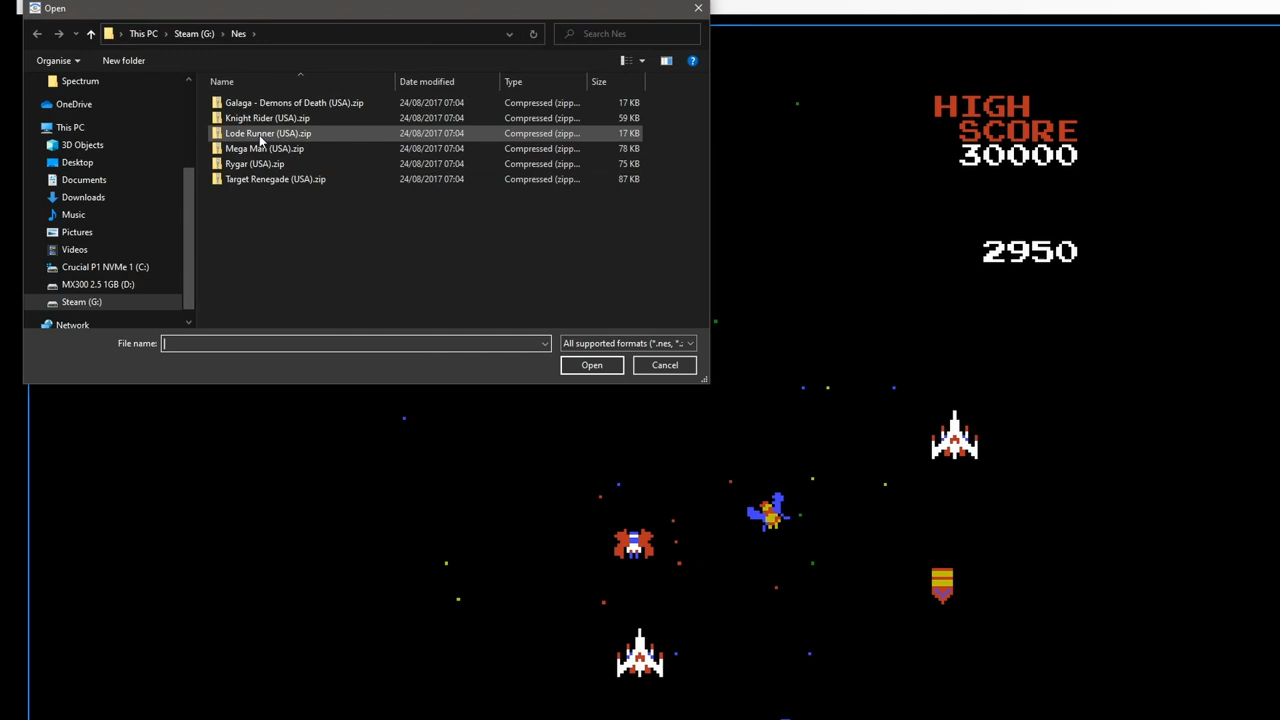 Open
This PC > Steam (G:) > Nes >
Search Nes
Organise
New folder
Spectrum
OneDrive
This PC
3D Objects
Desktop
Documents
Downloads
Music
Pictures
Videos
Crucial P1 NVMe 1 (C:)
MX300 2.5 1GB (D:)
Steam (G:)
Network
Name Date modified Type Size
Galaga - Demons of Death (USA).zip 24/08/2017 07:04 Compressed (zipp... 17 KB
Knight Rider (USA).zip 24/08/2017 07:04 Compressed (zipp... 59 KB
Lode Runner (USA).zip 24/08/2017 07:04 Compressed (zipp... 17 KB
Mega Man (USA).zip 24/08/2017 07:04 Compressed (zipp... 78 KB
Rygar (USA).zip 24/08/2017 07:04 Compressed (zipp... 75 KB
Target Renegade (USA).zip 24/08/2017 07:04 Compressed (zipp... 87 KB
File name:
All supported formats (*.nes, *.
Open
Cancel
HIGH
SCORE
30000
2950